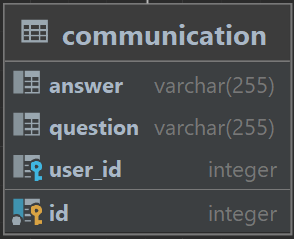 communication
answer varchar(255)
question varchar(255)
user_id integer
id integer